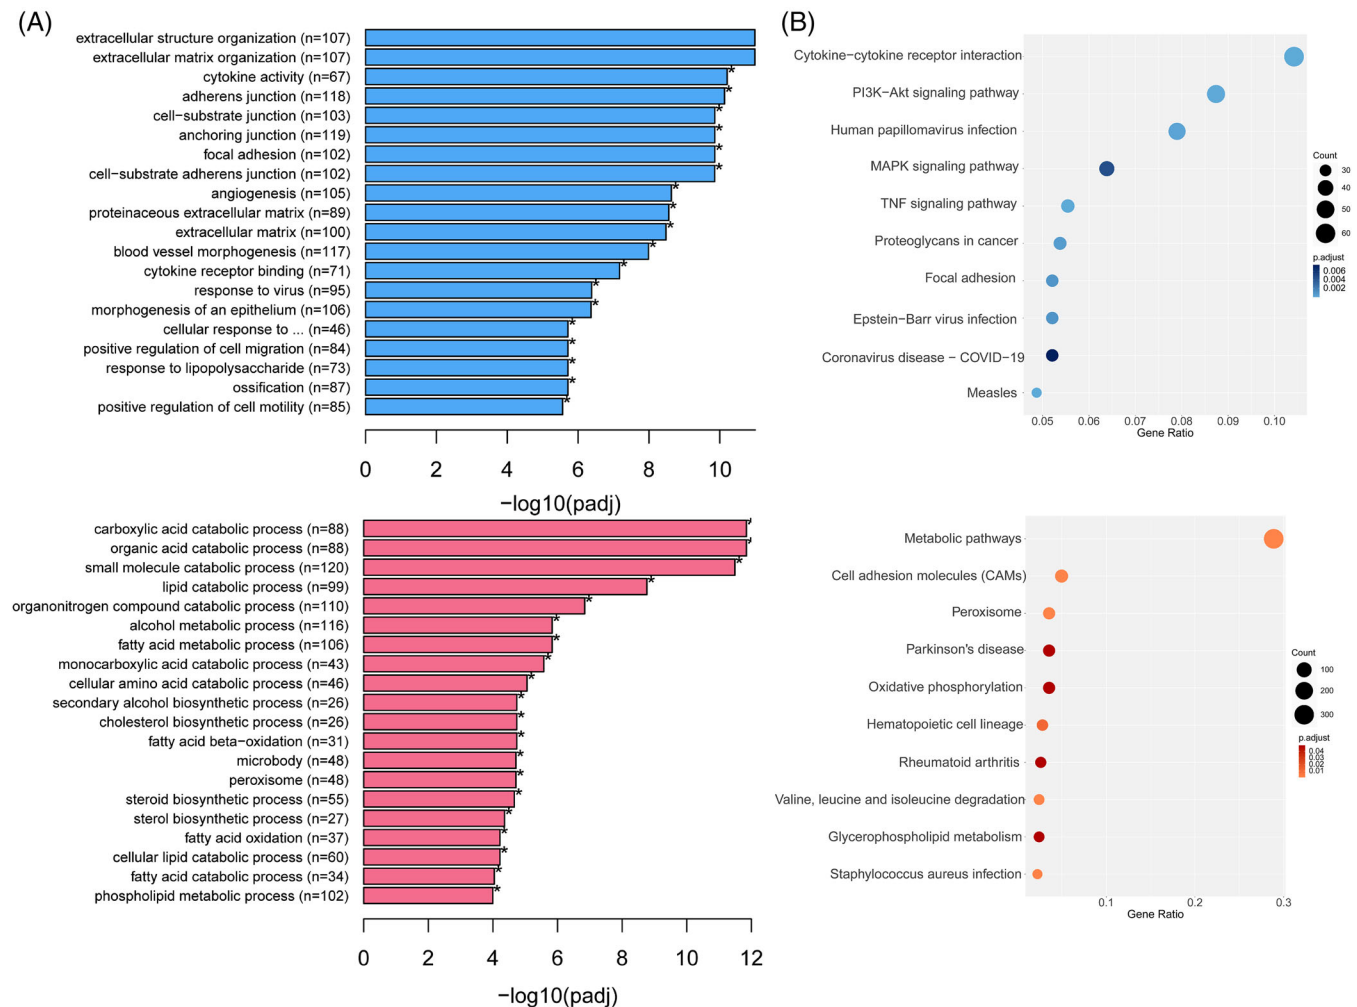 (A)
extracellular structure organization (n=107)
extracellular matrix organization (n=107)
cytokine activity (n=67)
adherens junction (n=118)
cell−substrate junction (n=103)
anchoring junction (n=119)
focal adhesion (n=102)
cell−substrate adherens junction (n=102)
angiogenesis (n=105)
proteinaceous extracellular matrix (n=89)
extracellular matrix (n=100)
blood vessel morphogenesis (n=117)
cytokine receptor binding (n=71)
response to virus (n=95)
morphogenesis of an epithelium (n=106)
cellular response to ... (n=46)
positive regulation of cell migration (n=84)
response to lipopolysaccharide (n=73)
ossification (n=87)
positive regulation of cell motility (n=85)
0 2 4 6 8 10
−log10(padj)
carboxylic acid catabolic process (n=88)
organic acid catabolic process (n=88)
small molecule catabolic process (n=120)
lipid catabolic process (n=99)
organonitrogen compound catabolic process (n=110)
alcohol metabolic process (n=116)
fatty acid metabolic process (n=106)
monocarboxylic acid catabolic process (n=43)
cellular amino acid catabolic process (n=46)
secondary alcohol biosynthetic process (n=26)
cholesterol biosynthetic process (n=26)
fatty acid beta−oxidation (n=31)
microbody (n=48)
peroxisome (n=48)
steroid biosynthetic process (n=55)
sterol biosynthetic process (n=27)
fatty acid oxidation (n=37)
cellular lipid catabolic process (n=60)
fatty acid catabolic process (n=34)
phospholipid metabolic process (n=102)
0 2 4 6 8 10 12
−log10(padj)
(B)
Cytokine−cytokine receptor interaction
PI3K−Akt signaling pathway
Human papillomavirus infection
MAPK signaling pathway
TNF signaling pathway
Proteoglycans in cancer
Focal adhesion
Epstein−Barr virus infection
Coronavirus disease − COVID−19
Measles
0.05 0.06 0.07 0.08 0.09 0.10
Gene Ratio
Count
30
40
50
60
p.adjust
0.006
0.004
0.002
Metabolic pathways
Cell adhesion molecules (CAMs)
Peroxisome
Parkinson's disease
Oxidative phosphorylation
Hematopoietic cell lineage
Rheumatoid arthritis
Valine, leucine and isoleucine degradation
Glycerophospholipid metabolism
Staphylococcus aureus infection
0.1 0.2 0.3
Gene Ratio
Count
100
200
300
p.adjust
0.04
0.03
0.02
0.01